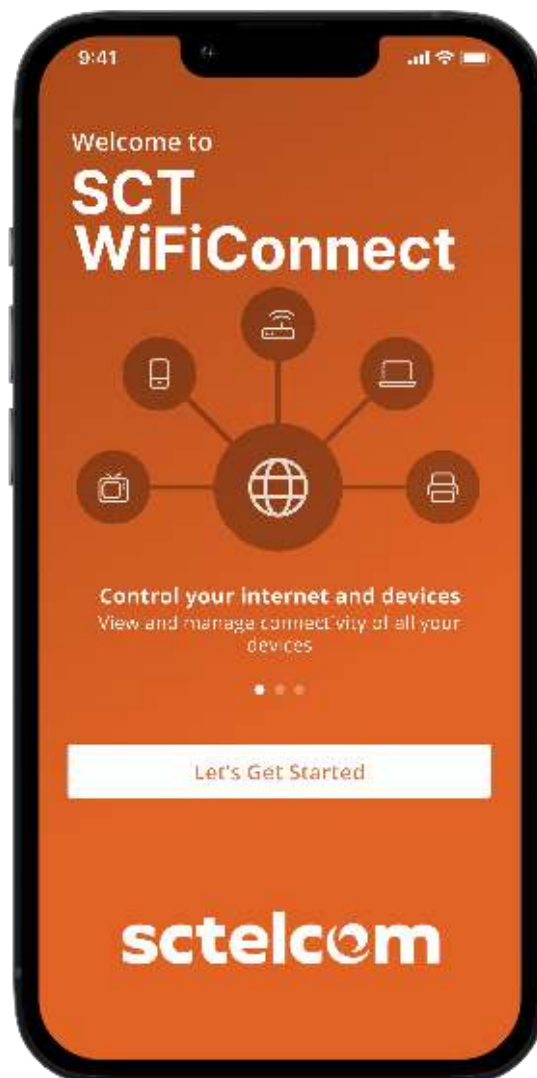 9:41
Welcome to
SCT
WiFiConnect
Control your internet and devices
View and manage connectivity of all your
devices
Let's Get Started
sctelcom